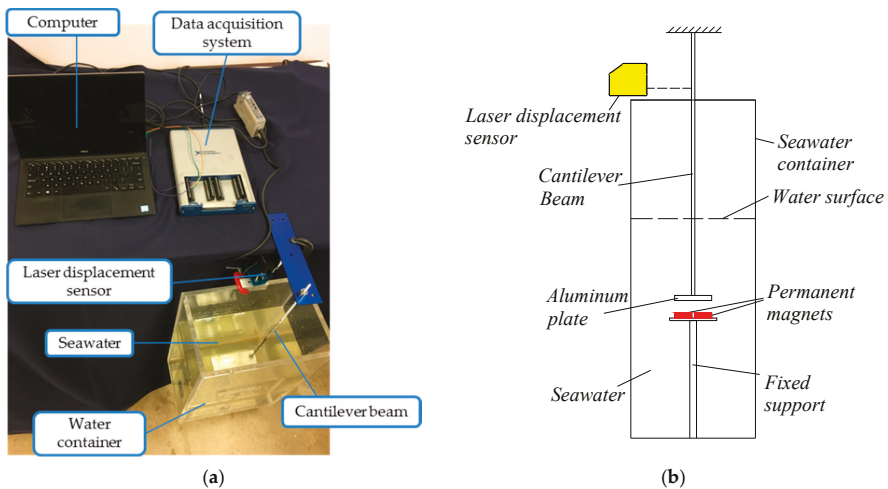 Computer
Data acquisition
system
Laser displacement
sensor
Seawater
Water
container
Cantilever beam
(a)
Laser displacement
sensor
Cantilever
Beam
Seawater
container
Water surface
Aluminum
plate
Permanent
magnets
Seawater
Fixed
support
(b)